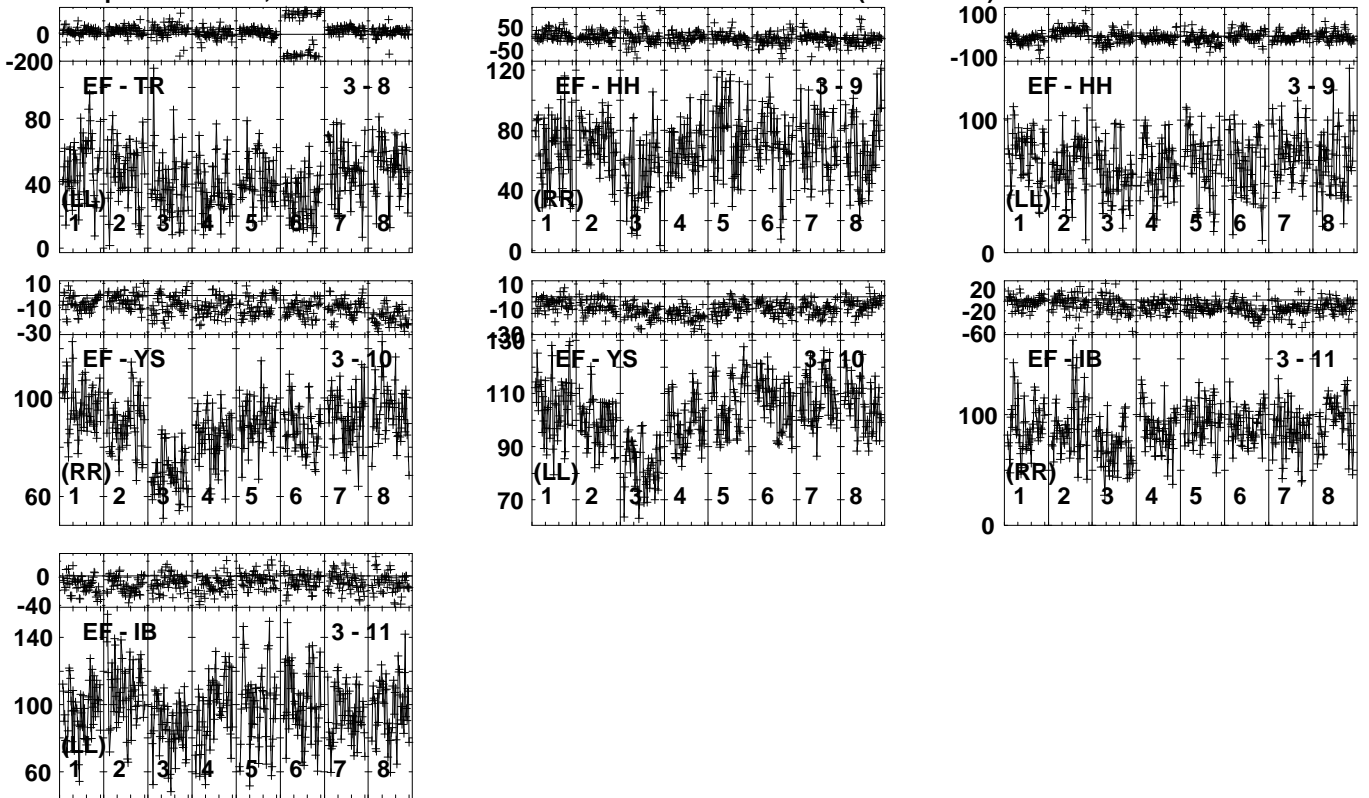 0
-200
EF - TR 3 - 8
80
40
(LL)
1 2 3 4 5 6 7 8
0
50
-50
120
EF - HH 3 - 9
80
40
(RR)
1 2 3 4 5 6 7 8
0
100
-100
EF - HH 3 - 9
100
(LL)
1 2 3 4 5 6 7 8
0
10
-10
-30
EF - YS 3 - 10
100
(RR)
60
1 2 3 4 5 6 7 8
10
-10
-30
130
EF - YS 3 - 10
110
90
(LL)
70
1 2 3 4 5 6 7 8
20
-20
-60
EF - IB 3 - 11
100
(RR)
1 2 3 4 5 6 7 8
0
0
-40
EF - IB 3 - 11
140
100
(LL)
60
1 2 3 4 5 6 7 8